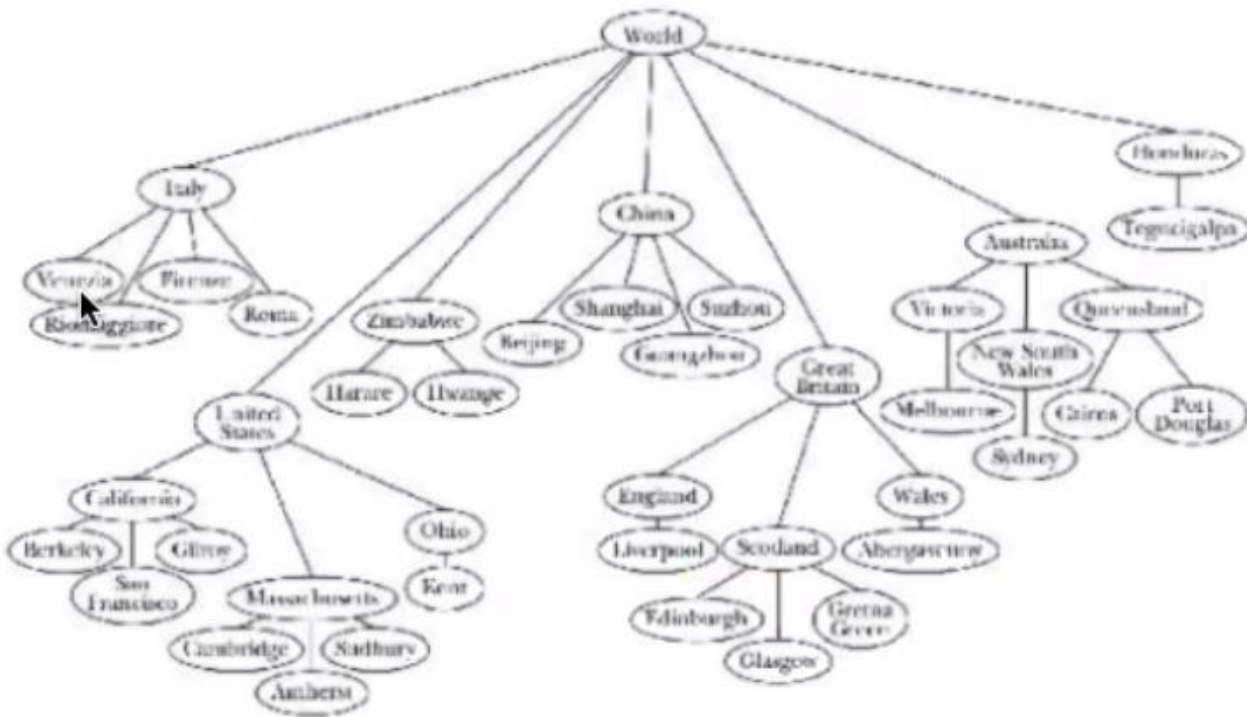 World
Honduras
Italy
China
Tegucigalpa
Australia
Venezia
Firenze
Shanghai
Suzhou
Victoria
Queensland
Roma
Zimbabwe
Riomaggiore
Beijing
Guangzhou
New South
Wales
Great
Britain
Harare
Hwange
Melbourne
Cairns
Port
Douglas
United
States
Sydney
California
England
Wales
Ohio
Berkeley
Gilroy
Liverpool
Scotland
San
Francisco
Kent
Massachusetts
Edinburgh
Gretna
Green
Cambridge
Sudbury
Glasgow
Amherst